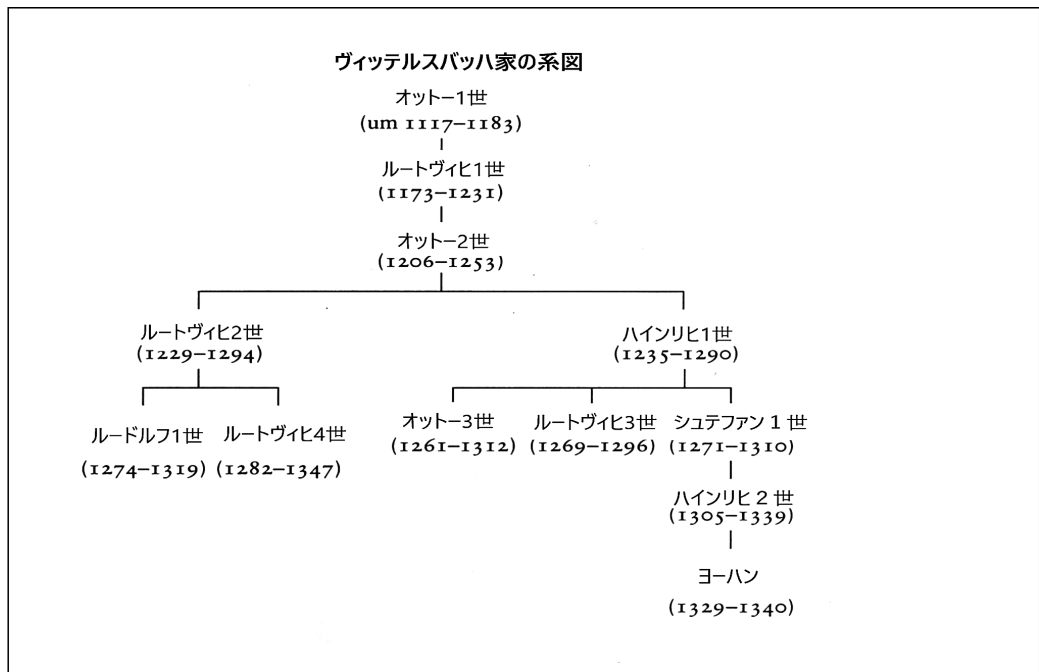 ヴィッテルスバッハ家の系図
オットー1世
(um 1117–1183)
ルートヴィヒ1世
(1173–1231)
オットー2世
(1206–1253)
ルートヴィヒ2世
(1229–1294)
ハインリヒ1世
(1235–1290)
ルードルフ1世
(1274–1319)
ルートヴィヒ4世
(1282–1347)
オットー3世
(1261–1312)
ルートヴィヒ3世
(1269–1296)
シュテファン1世
(1271–1310)
ハインリヒ2世
(1305–1339)
ヨーハン
(1329–1340)